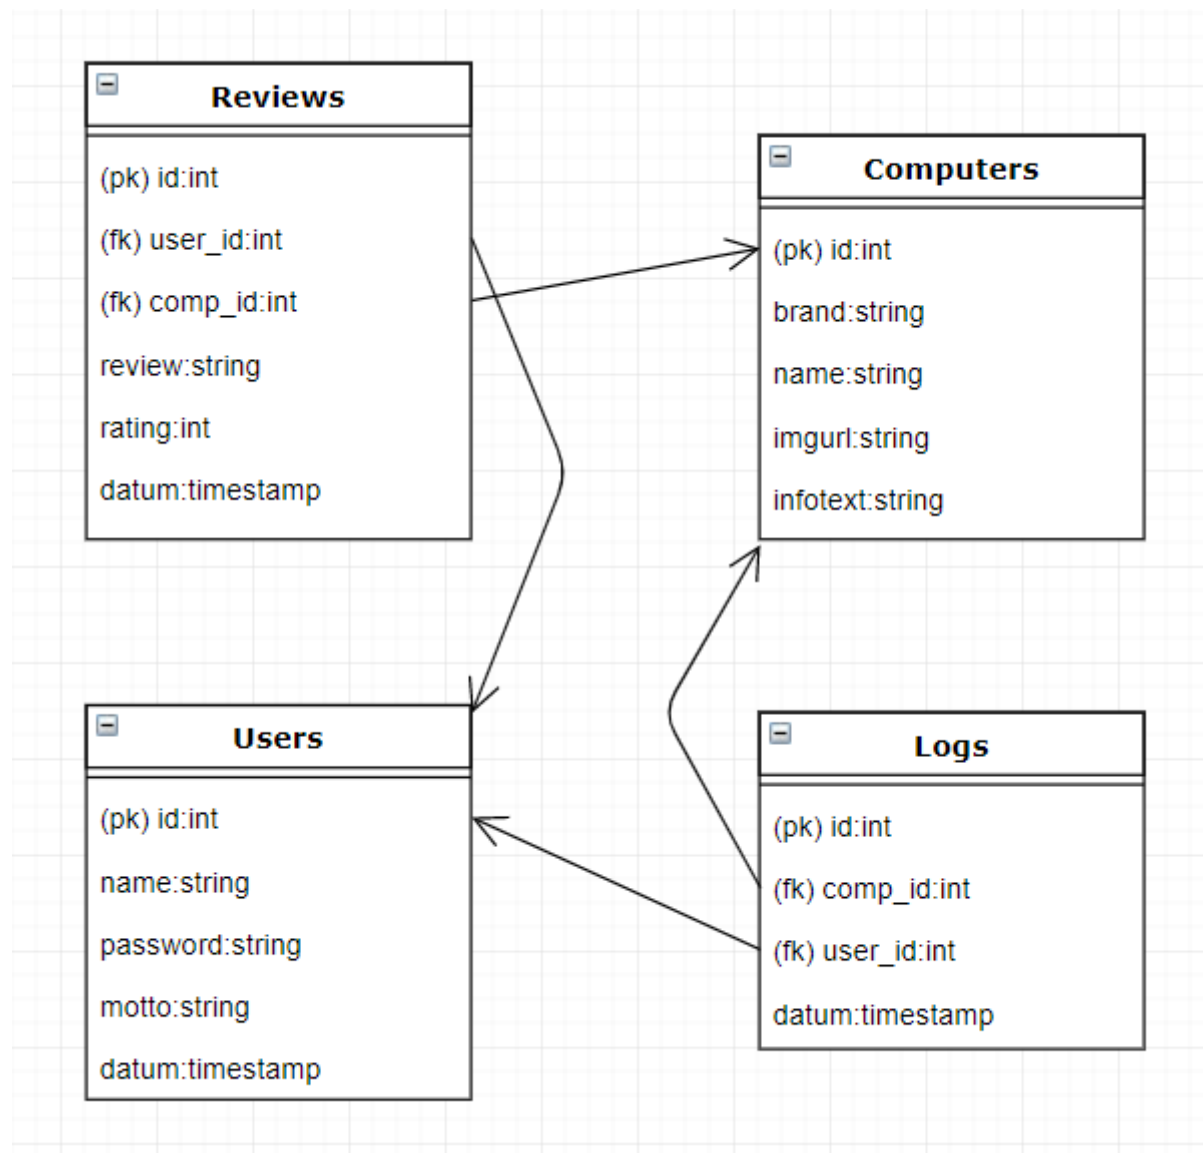 Reviews
(pk) id:int
(fk) user_id:int
(fk) comp_id:int
review:string
rating:int
datum:timestamp
Computers
(pk) id:int
brand:string
name:string
imgurl:string
infotext:string
Users
(pk) id:int
name:string
password:string
motto:string
datum:timestamp
Logs
(pk) id:int
(fk) comp_id:int
(fk) user_id:int
datum:timestamp